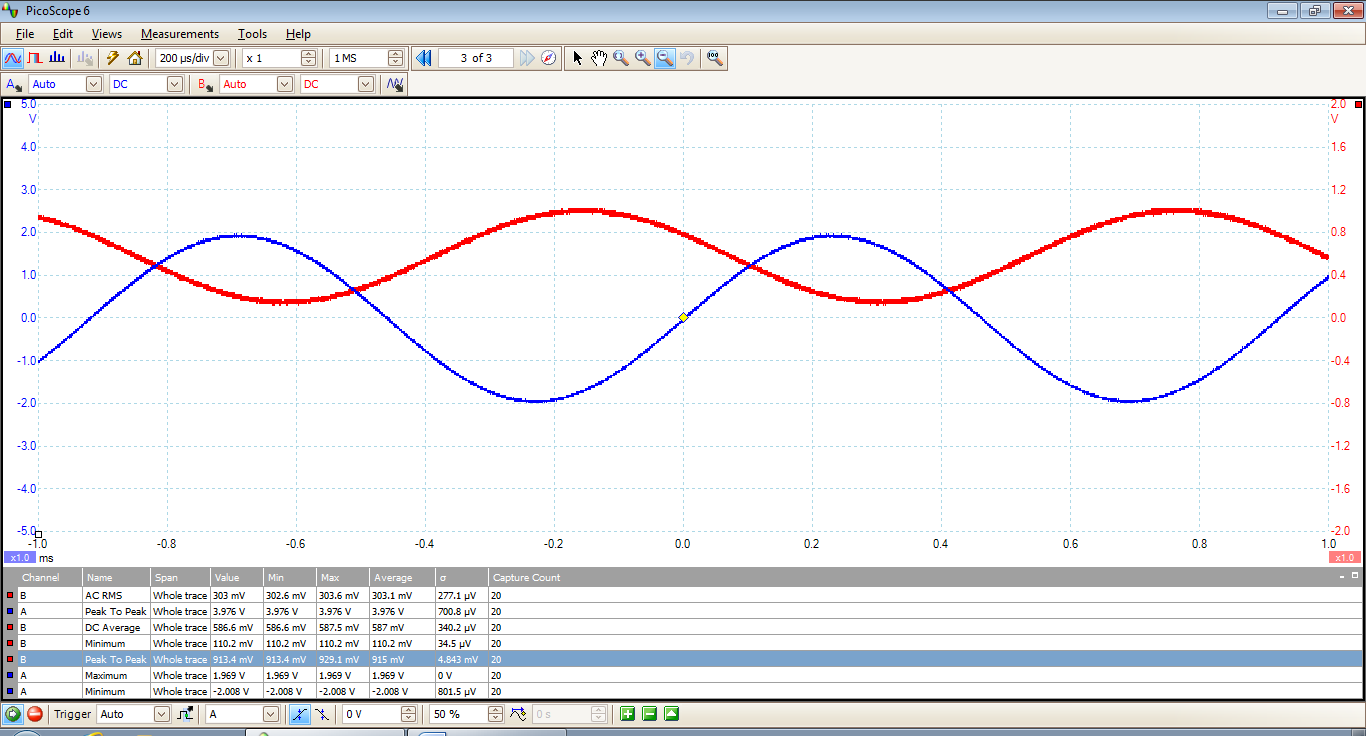 PicoScope 6
File Edit Views Measurements Tools Help
200 µs/div x 1 1 MS 3 of 3
A Auto DC B Auto DC
5.0 2.0
V V
4.0 1.6
3.0 1.2
2.0 0.8
1.0 0.4
0.0 0.0
-1.0 -0.4
-2.0 -0.8
-3.0 -1.2
-4.0 -1.6
-5.0 -2.0
-1.0 -0.8 -0.6 -0.4 -0.2 0.0 0.2 0.4 0.6 0.8 1.0
x1.0 ms x1.0
Channel Name Span Value Min Max Average σ Capture Count
B AC RMS Whole trace 303 mV 302.6 mV 303.6 mV 303.1 mV 277.1 µV 20
A Peak To Peak Whole trace 3.976 V 3.976 V 3.976 V 3.976 V 700.8 µV 20
B DC Average Whole trace 586.6 mV 586.6 mV 587.5 mV 587 mV 340.2 µV 20
B Minimum Whole trace 110.2 mV 110.2 mV 110.2 mV 110.2 mV 34.5 µV 20
B Peak To Peak Whole trace 913.4 mV 913.4 mV 929.1 mV 915 mV 4.843 mV 20
A Maximum Whole trace 1.969 V 1.969 V 1.969 V 1.969 V 0 V 20
A Minimum Whole trace -2.008 V -2.008 V -2.008 V -2.008 V 801.5 µV 20
Trigger Auto A 0 V 50 % 0 s